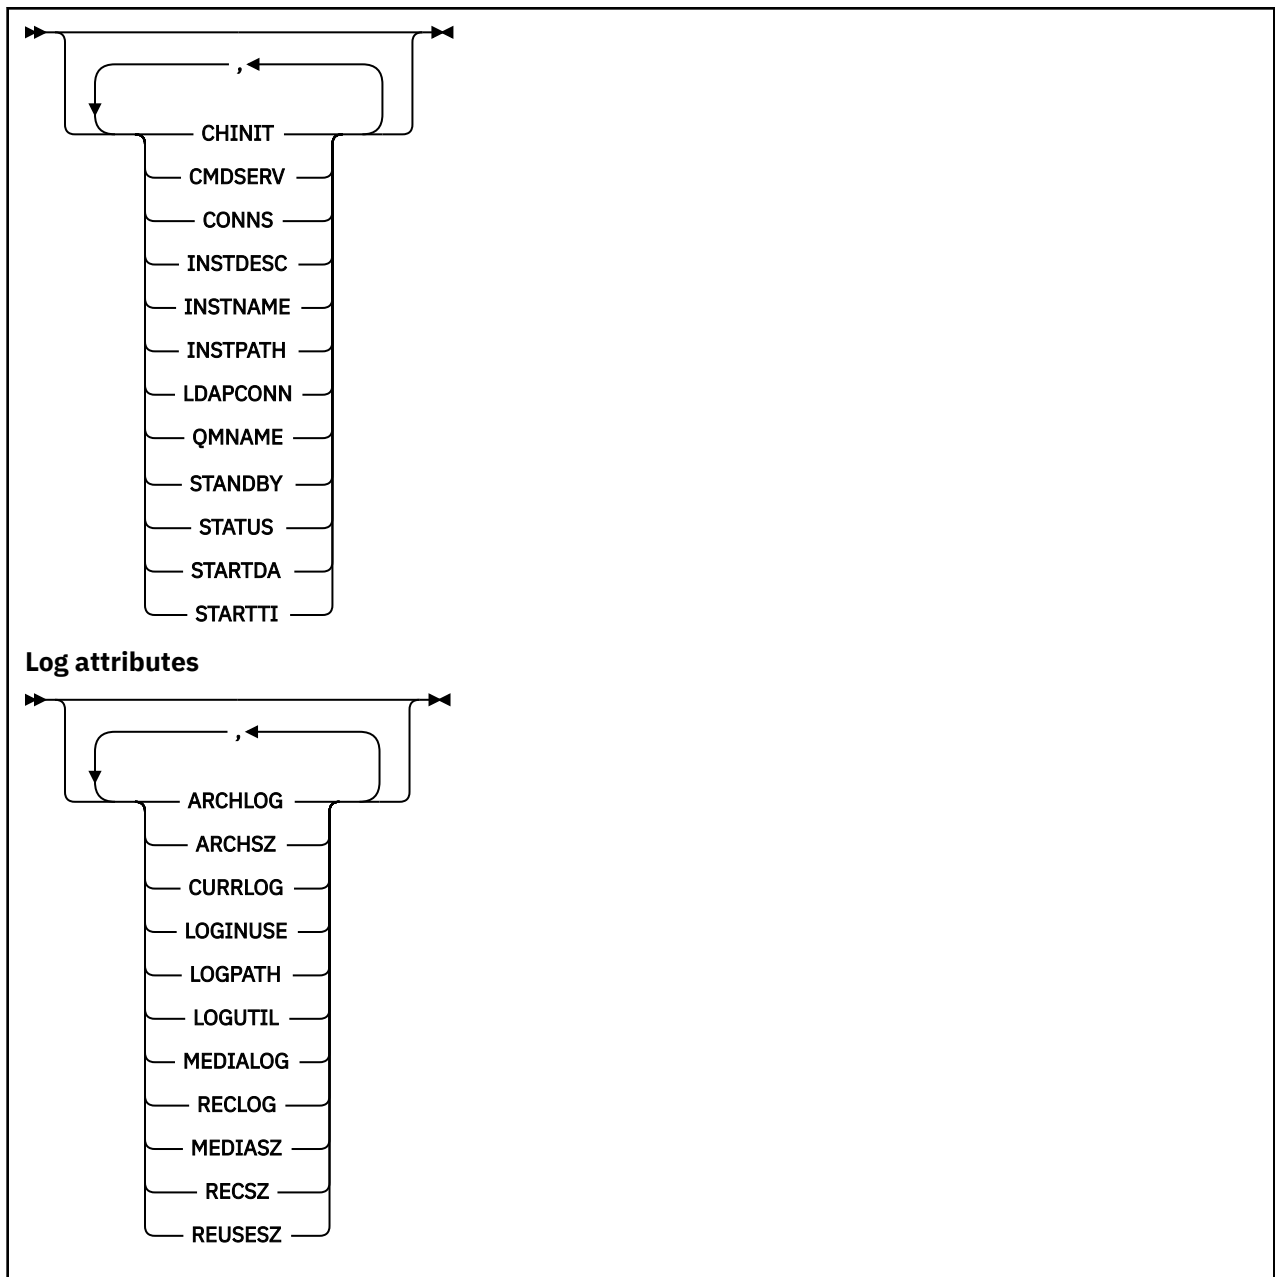 ,
CHINIT
CMDSERV
CONNS
INSTDESC
INSTNAME
INSTPATH
LDAPCONN
QMNAME
STANDBY
STATUS
STARTDA
STARTTI
Log attributes
,
ARCHLOG
ARCHSZ
CURRLOG
LOGINUSE
LOGPATH
LOGUTIL
MEDIALOG
RECLOG
MEDIASZ
RECSZ
REUSESZ